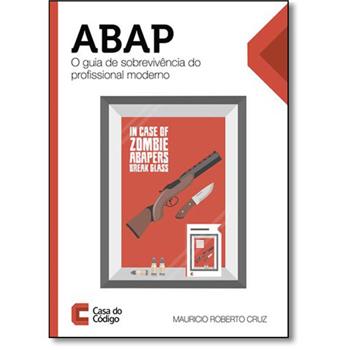 ABAP
O guia de sobrevivência do
profissional moderno
IN CASE OF
ZOMBIE
ABAPERS
BREAK GLASS
Casa do
Código
MAURICIO ROBERTO CRUZ